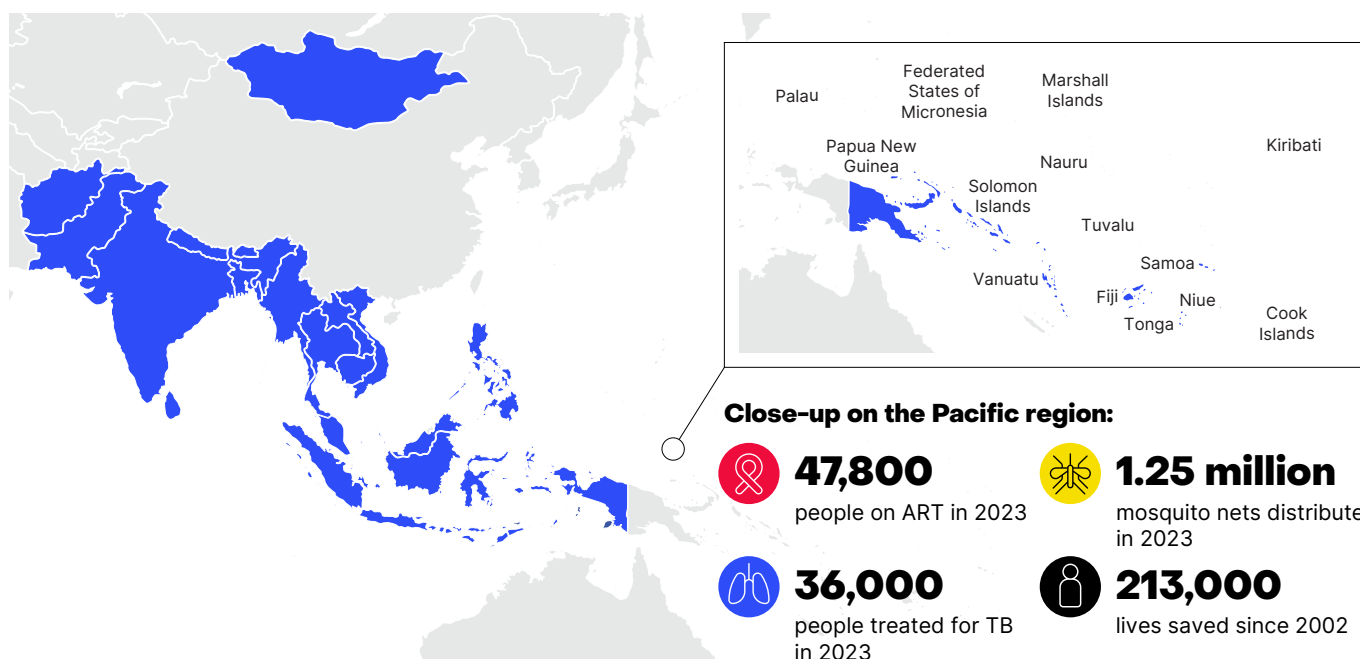 Palau
Federated
States of
Micronesia
Marshall
Islands
Kiribati
Papua New
Guinea
Nauru
Solomon
Islands
Tuvalu
Samoa
Vanuatu
Fiji
Niue
Tonga
Cook
Islands
Close-up on the Pacific region:
47,800
people on ART in 2023
1.25 million
mosquito nets distribute
in 2023
36,000
people treated for TB
in 2023
213,000
lives saved since 2002